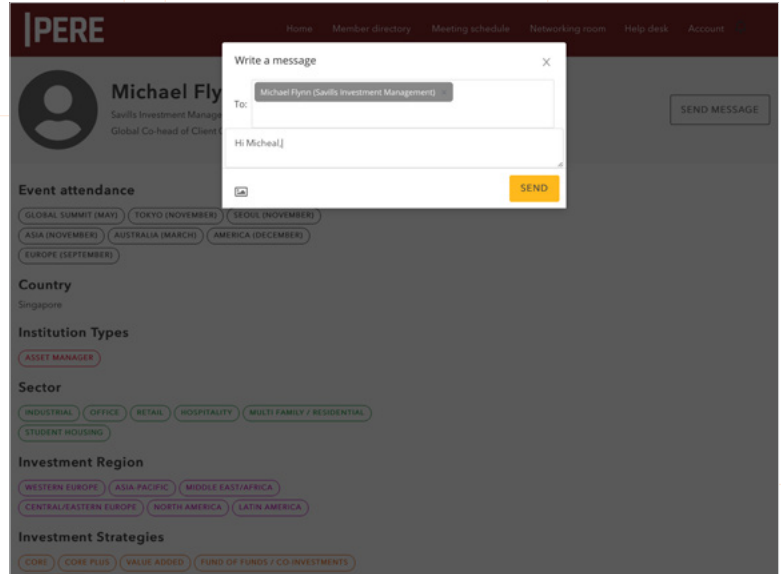 PERE
Home Member directory Meeting schedule Networking room Help desk Account
Write a message
Michael Fly
Savills Investment Manage
Global Co-head of Client
To: Michael Flynn (Savills Investment Management)
SEND MESSAGE
Hi Micheal,
SEND
Event attendance
GLOBAL SUMMIT (MAY) TOKYO (NOVEMBER) SEOUL (NOVEMBER)
ASIA (NOVEMBER) AUSTRALIA (MARCH) AMERICA (DECEMBER)
EUROPE (SEPTEMBER)
Country
Singapore
Institution Types
ASSET MANAGER
Sector
INDUSTRIAL OFFICE RETAIL HOSPITALITY MULTI FAMILY / RESIDENTIAL
STUDENT HOUSING
Investment Region
WESTERN EUROPE ASIA-PACIFIC MIDDLE EAST/AFRICA
CENTRAL/EASTERN EUROPE NORTH AMERICA LATIN AMERICA
Investment Strategies
CORE CORE PLUS VALUE ADDED FUND OF FUNDS / CO-INVESTMENTS